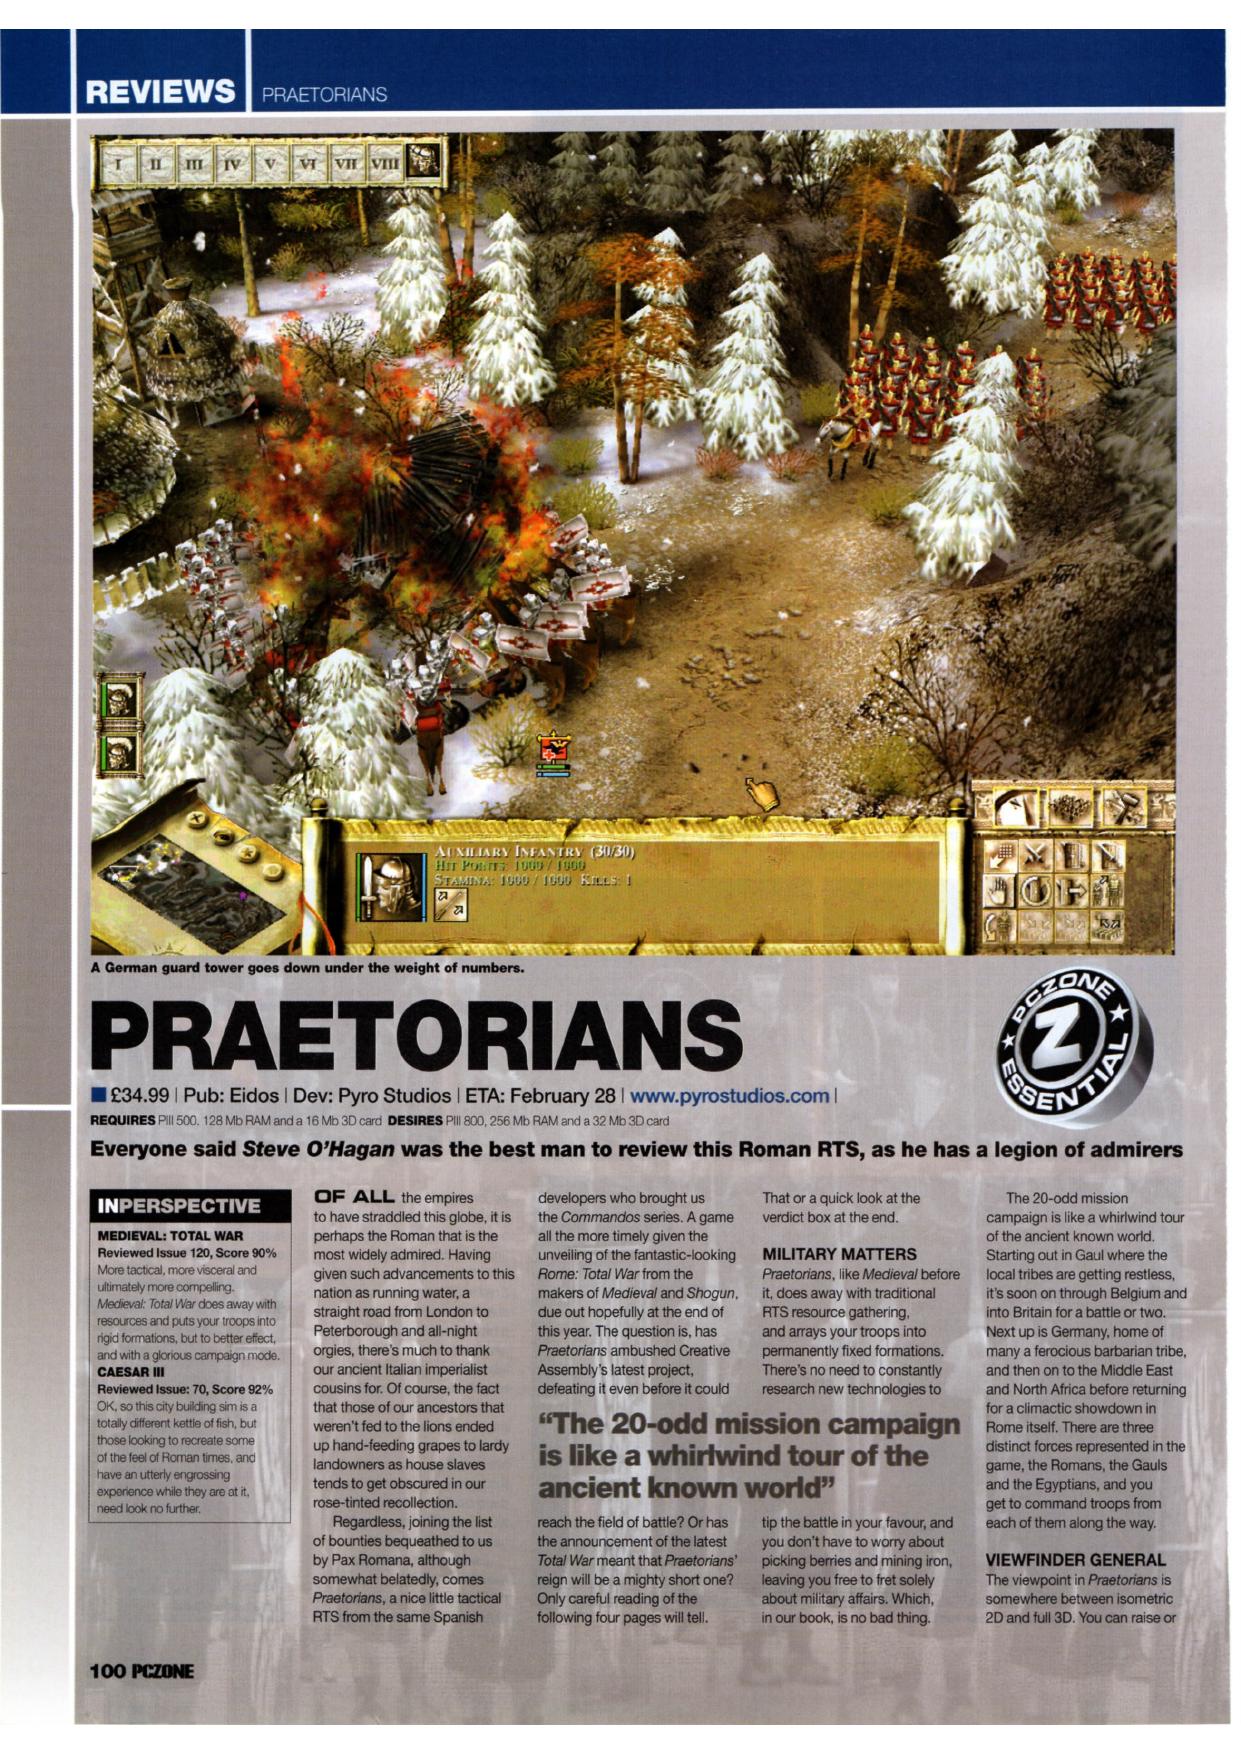 REVIEWS
PRAETORIANS
I II III IV V VI VII VIII
AUXILIARY INFANTRY (30/30)
HIT POINTS: 1000 / 1000
STAMINA: 1000 / 1000 KILLS: 1
A German guard tower goes down under the weight of numbers.
PRAETORIANS
PCZONE
Z
ESSENTIAL
£34.99 | Pub: Eidos | Dev: Pyro Studios | ETA: February 28 | www.pyrostudios.com |
REQUIRES PIII 500. 128 Mb RAM and a 16 Mb 3D card DESIRES PIII 800, 256 Mb RAM and a 32 Mb 3D card
Everyone said Steve O'Hagan was the best man to review this Roman RTS, as he has a legion of admirers
INPERSPECTIVE
MEDIEVAL: TOTAL WAR
Reviewed Issue 120, Score 90%
More tactical, more visceral and
ultimately more compelling.
Medieval: Total War does away with
resources and puts your troops into
rigid formations, but to better effect,
and with a glorious campaign mode.
CAESAR III
Reviewed Issue: 70, Score 92%
OK, so this city building sim is a
totally different kettle of fish, but
those looking to recreate some
of the feel of Roman times, and
have an utterly engrossing
experience while they are at it,
need look no further.
OF ALL the empires
to have straddled this globe, it is
perhaps the Roman that is the
most widely admired. Having
given such advancements to this
nation as running water, a
straight road from London to
Peterborough and all-night
orgies, there's much to thank
our ancient Italian imperialist
cousins for. Of course, the fact
that those of our ancestors that
weren't fed to the lions ended
up hand-feeding grapes to lardy
landowners as house slaves
tends to get obscured in our
rose-tinted recollection.
Regardless, joining the list
of bounties bequeathed to us
by Pax Romana, although
somewhat belatedly, comes
Praetorians, a nice little tactical
RTS from the same Spanish
developers who brought us
the Commandos series. A game
all the more timely given the
unveiling of the fantastic-looking
Rome: Total War from the
makers of Medieval and Shogun,
due out hopefully at the end of
this year. The question is, has
Praetorians ambushed Creative
Assembly's latest project,
defeating it even before it could
"The 20-odd mission campaign
is like a whirlwind tour of the
ancient known world"
reach the field of battle? Or has
the announcement of the latest
Total War meant that Praetorians'
reign will be a mighty short one?
Only careful reading of the
following four pages will tell.
That or a quick look at the
verdict box at the end.
MILITARY MATTERS
Praetorians, like Medieval before
it, does away with traditional
RTS resource gathering,
and arrays your troops into
permanently fixed formations.
There's no need to constantly
research new technologies to
tip the battle in your favour, and
you don't have to worry about
picking berries and mining iron,
leaving you free to fret solely
about military affairs. Which,
in our book, is no bad thing.
The 20-odd mission
campaign is like a whirlwind tour
of the ancient known world.
Starting out in Gaul where the
local tribes are getting restless,
it's soon on through Belgium and
into Britain for a battle or two.
Next up is Germany, home of
many a ferocious barbarian tribe,
and then on to the Middle East
and North Africa before returning
for a climactic showdown in
Rome itself. There are three
distinct forces represented in the
game, the Romans, the Gauls
and the Egyptians, and you
get to command troops from
each of them along the way.
VIEWFINDER GENERAL
The viewpoint in Praetorians is
somewhere between isometric
2D and full 3D. You can raise or
100 PCZONE